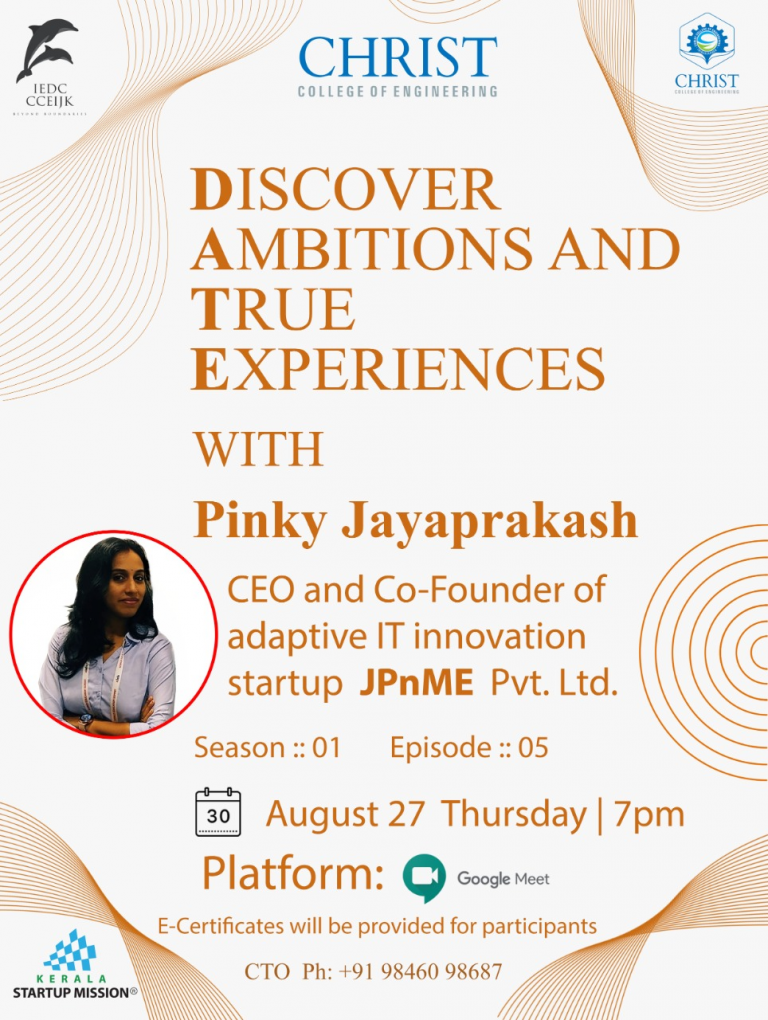 IEDC
CCEIJK
BEYOND BOUNDARIES
CHRIST
COLLEGE OF ENGINEERING
CHRIST
COLLEGE OF ENGINEERING
DISCOVER
AMBITIONS AND
TRUE
EXPERIENCES
WITH
Pinky Jayaprakash
CEO and Co-Founder of
adaptive IT innovation
startup JPnME Pvt. Ltd.
Season :: 01 Episode :: 05
30
August 27 Thursday | 7pm
Platform: Google Meet
E-Certificates will be provided for participants
CTO Ph: +91 98460 98687
KERALA
STARTUP MISSION®